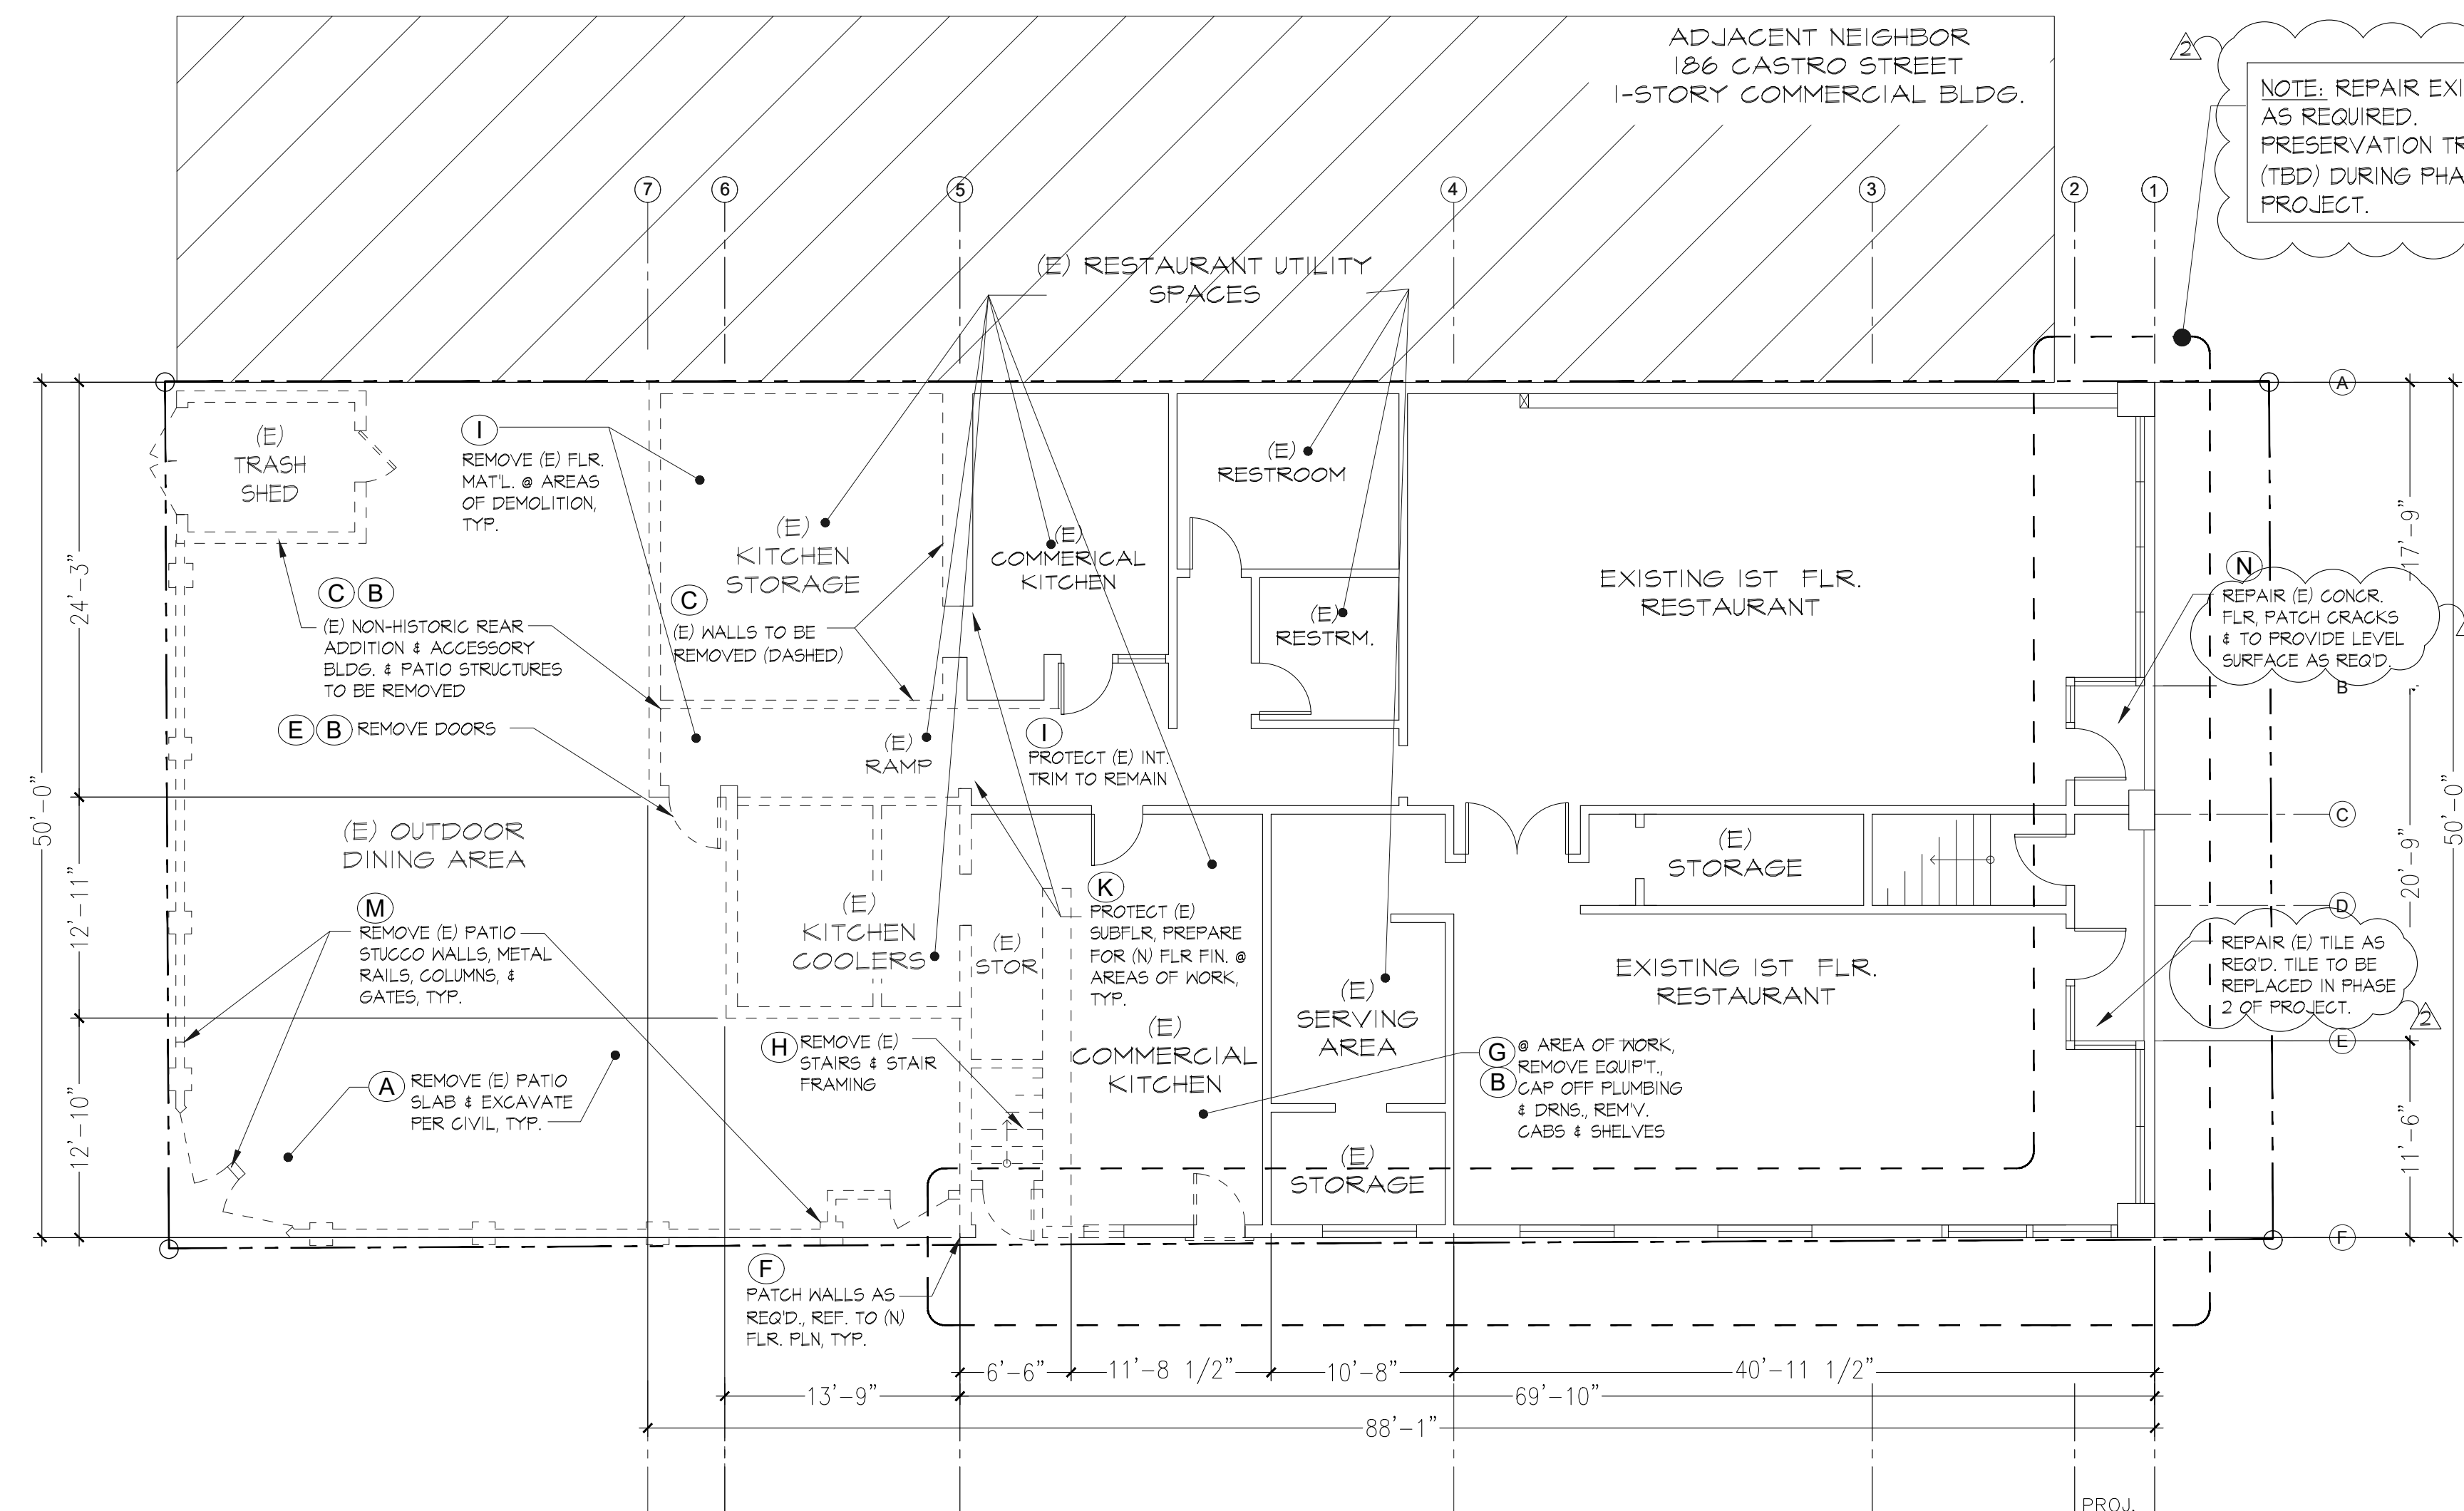 ADJACENT NEIGHBOR
186 CASTRO STREET
1-STORY COMMERCIAL BLDG.
2
NOTE: REPAIR EXI
AS REQUIRED.
PRESERVATION TR
(TBD) DURING PHA
PROJECT.
7
6
5
4
3
2
1
(E) RESTAURANT UTILITY
SPACES
A
(E)
TRASH
SHED
I
REMOVE (E) FLR.
MAT'L. @ AREAS
OF DEMOLITION,
TYP.
(E)
KITCHEN
STORAGE
(E)
COMMERICAL
KITCHEN
(E)
RESTROOM
(E)
RESTRM.
EXISTING 1ST FLR.
RESTAURANT
17'-9"
N
REPAIR (E) CONCR.
FLR, PATCH CRACKS
& TO PROVIDE LEVEL
SURFACE AS REQ'D.
B
24'-3"
C B
(E) NON-HISTORIC REAR
ADDITION & ACCESSORY
BLDG. & PATIO STRUCTURES
TO BE REMOVED
C
(E) WALLS TO BE
REMOVED (DASHED)
E B REMOVE DOORS
(E)
RAMP
I
PROTECT (E) INT.
TRIM TO REMAIN
50'-0"
50'-0"
(E) OUTDOOR
DINING AREA
(E)
STORAGE
C
20'-9"
12'-11"
M
REMOVE (E) PATIO
STUCCO WALLS, METAL
RAILS, COLUMNS, &
GATES, TYP.
(E)
KITCHEN
COOLERS
(E)
STOR
K
PROTECT (E)
SUBFLR, PREPARE
FOR (N) FLR FIN. @
AREAS OF WORK,
TYP.
D
REPAIR (E) TILE AS
REQ'D. TILE TO BE
REPLACED IN PHASE
2 OF PROJECT.
2
EXISTING 1ST FLR.
RESTAURANT
(E)
SERVING
AREA
E
H
REMOVE (E)
STAIRS & STAIR
FRAMING
(E)
COMMERCIAL
KITCHEN
G
B
@ AREA OF WORK,
REMOVE EQUIP'T.,
CAP OFF PLUMBING
& DRNS., REM'V.
CABS & SHELVES
12'-10"
A
REMOVE (E) PATIO
SLAB & EXCAVATE
PER CIVIL, TYP.
11'-6"
(E)
STORAGE
F
F
PATCH WALLS AS
REQ'D., REF. TO (N)
FLR. PLN, TYP.
6'-6"
11'-8 1/2"
10'-8"
40'-11 1/2"
13'-9"
69'-10"
88'-1"
PROJ.